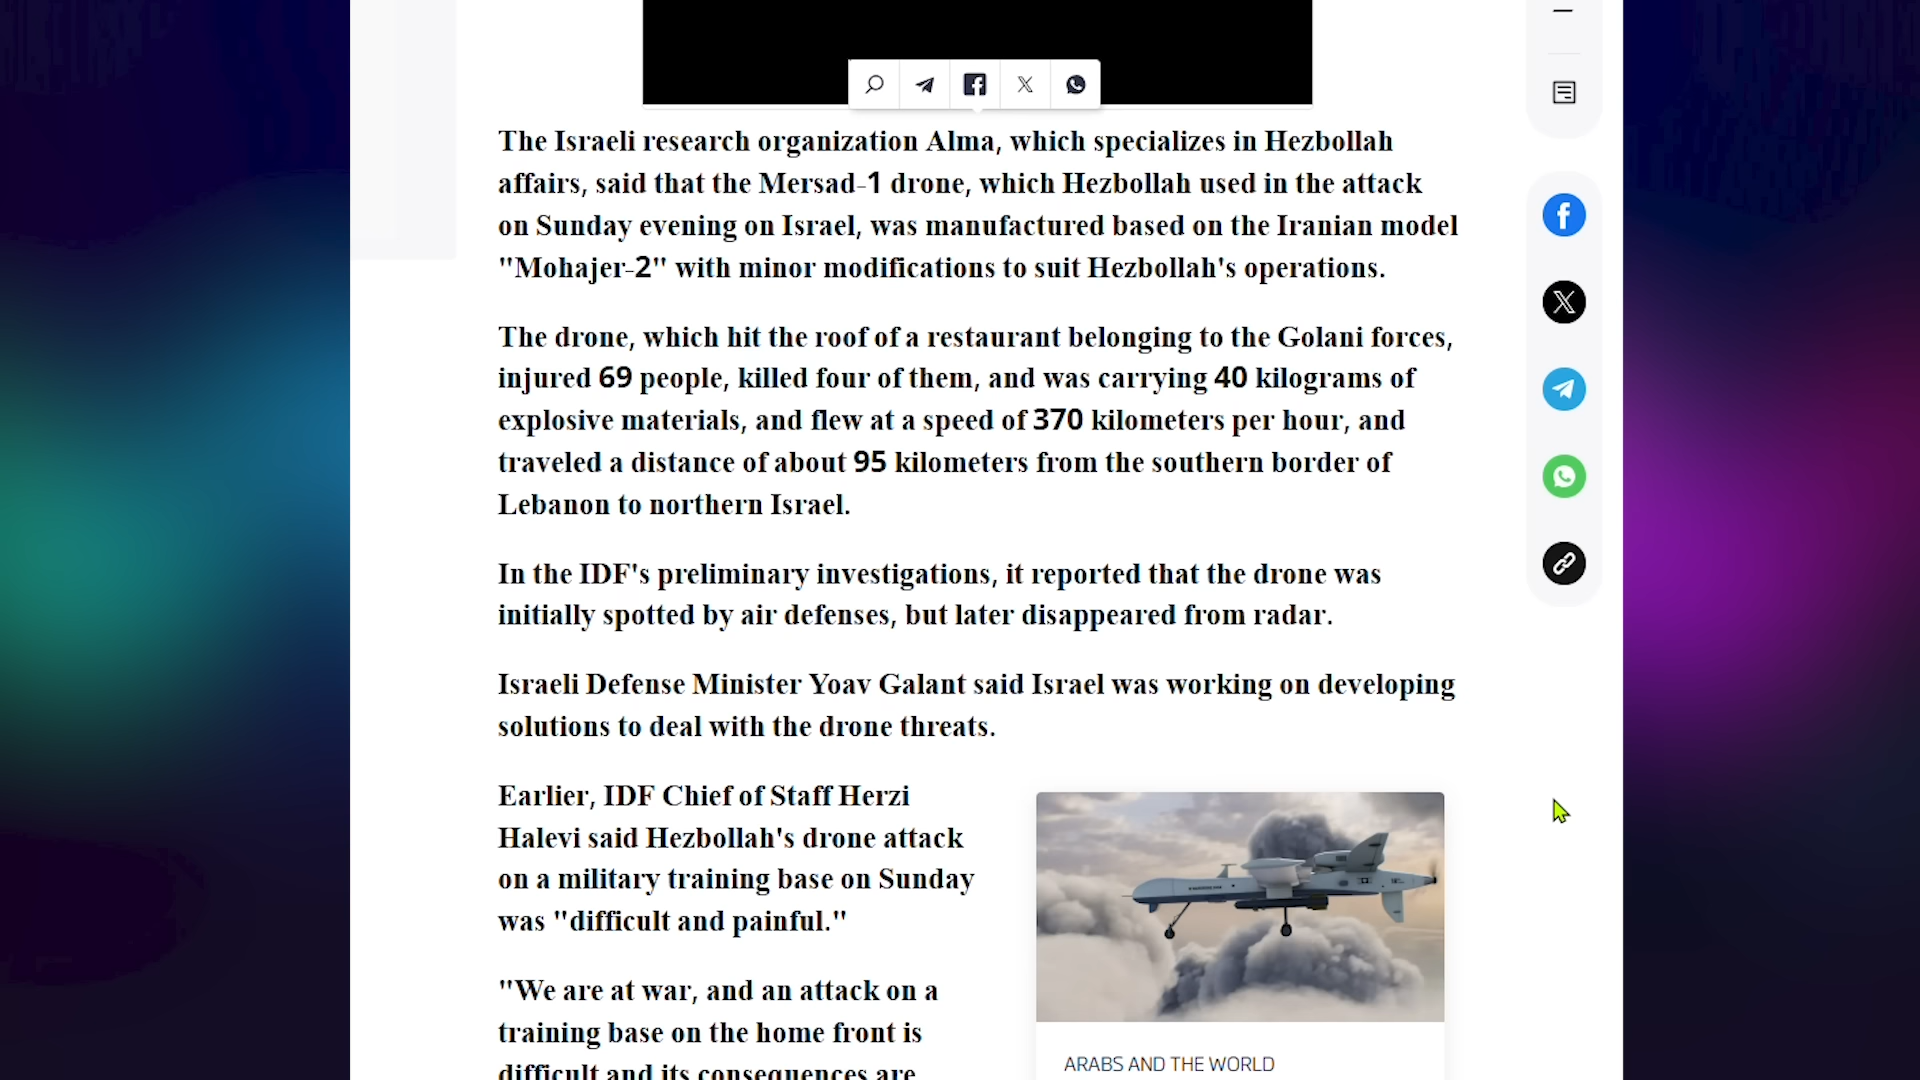 The Israeli research organization Alma, which specializes in Hezbollah
affairs, said that the Mersad-1 drone, which Hezbollah used in the attack
on Sunday evening on Israel, was manufactured based on the Iranian model
"Mohajer-2" with minor modifications to suit Hezbollah's operations.
The drone, which hit the roof of a restaurant belonging to the Golani forces,
injured 69 people, killed four of them, and was carrying 40 kilograms of
explosive materials, and flew at a speed of 370 kilometers per hour, and
traveled a distance of about 95 kilometers from the southern border of
Lebanon to northern Israel.
In the IDF's preliminary investigations, it reported that the drone was
initially spotted by air defenses, but later disappeared from radar.
Israeli Defense Minister Yoav Galant said Israel was working on developing
solutions to deal with the drone threats.
Earlier, IDF Chief of Staff Herzi
Halevi said Hezbollah's drone attack
on a military training base on Sunday
was "difficult and painful."
"We are at war, and an attack on a
training base on the home front is
difficult and its consequences are
ARABS AND THE WORLD